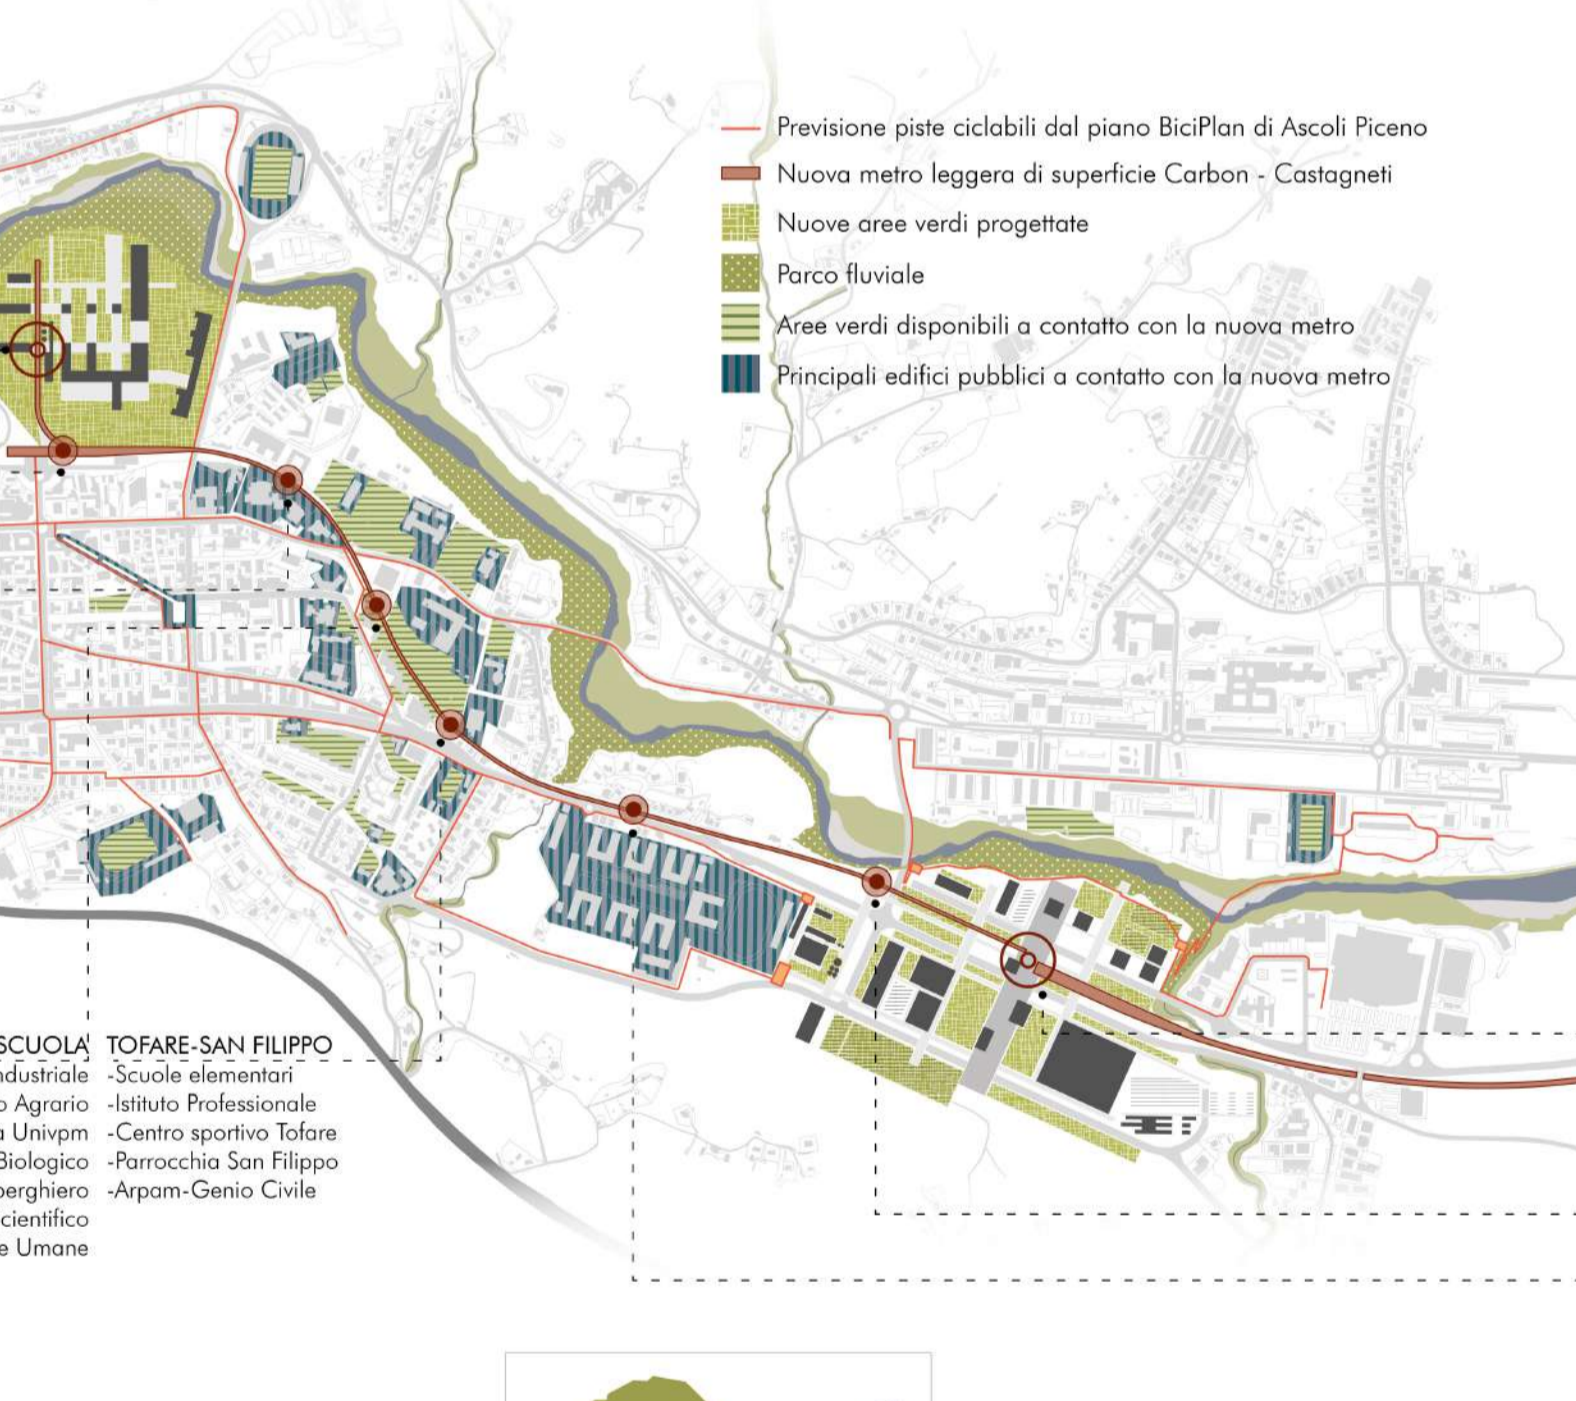 Previsione piste ciclabili dal piano BiciPlan di Ascoli Piceno
Nuova metro leggera di superficie Carbon - Castagneti
Nuove aree verdi progettate
Parco fluviale
Aree verdi disponibili a contatto con la nuova metro
Principali edifici pubblici a contatto con la nuova metro
SCUOLA
ndustriale
o Agrario
a Univpm
Biologico
berghiero
cientifico
e Umane
TOFARE-SAN FILIPPO
-Scuole elementari
-Istituto Professionale
-Centro sportivo Tofare
-Parrocchia San Filippo
-Arpam-Genio Civile